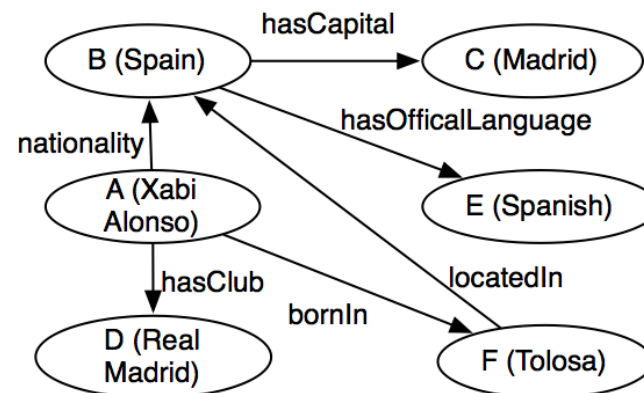 hasCapital
B (Spain)
C (Madrid)
hasOfficalLanguage
nationality
A (Xabi
Alonso)
E (Spanish)
hasClub
locatedIn
bornIn
D (Real
Madrid)
F (Tolosa)